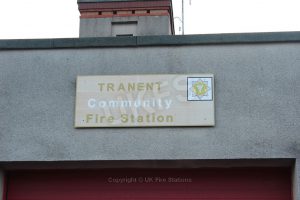 TRANENT
Community
Fire Station
Copyright © UK Fire Stations